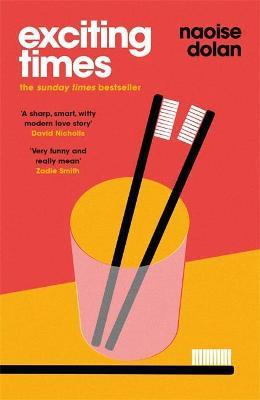 exciting
times
naoise
dolan
the sunday times bestseller
'A sharp, smart, witty
modern love story'
David Nicholls
'Very funny and
really mean'
Zadie Smith